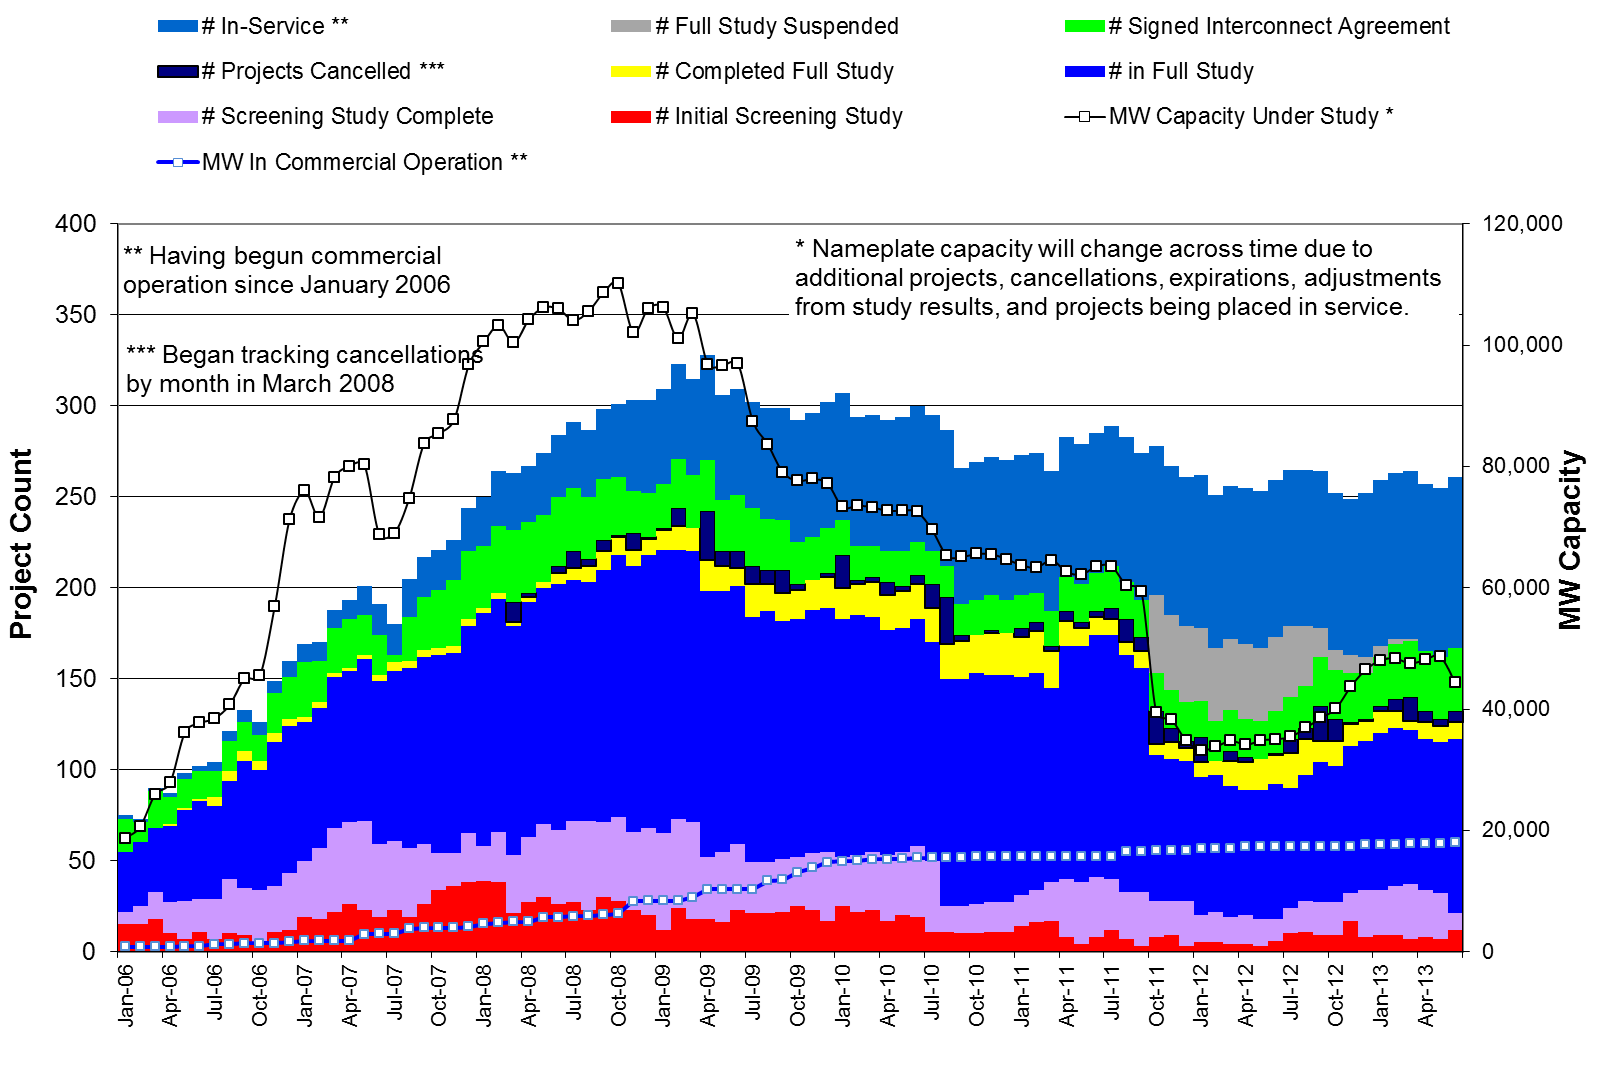 # In-Service **
# Full Study Suspended
# Signed Interconnect Agreement
# Projects Cancelled ***
# Completed Full Study
# in Full Study
# Screening Study Complete
# Initial Screening Study
MW Capacity Under Study *
MW In Commercial Operation **
** Having begun commercial
operation since January 2006
*** Began tracking cancellations
by month in March 2008
* Nameplate capacity will change across time due to
additional projects, cancellations, expirations, adjustments
from study results, and projects being placed in service.
Project Count
400
350
300
250
200
150
100
50
0
120,000
100,000
80,000
60,000
40,000
20,000
0
MW Capacity
Jan-06
Apr-06
Jul-06
Oct-06
Jan-07
Apr-07
Jul-07
Oct-07
Jan-08
Apr-08
Jul-08
Oct-08
Jan-09
Apr-09
Jul-09
Oct-09
Jan-10
Apr-10
Jul-10
Oct-10
Jan-11
Apr-11
Jul-11
Oct-11
Jan-12
Apr-12
Jul-12
Oct-12
Jan-13
Apr-13